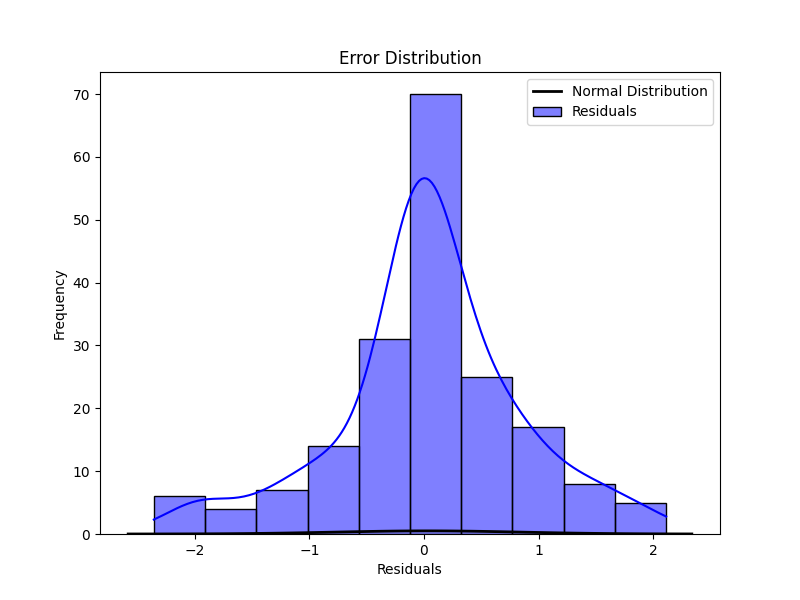 Error Distribution
Normal Distribution
Residuals
70
60
50
40
30
20
10
0
Frequency
−2
−1
0
1
2
Residuals